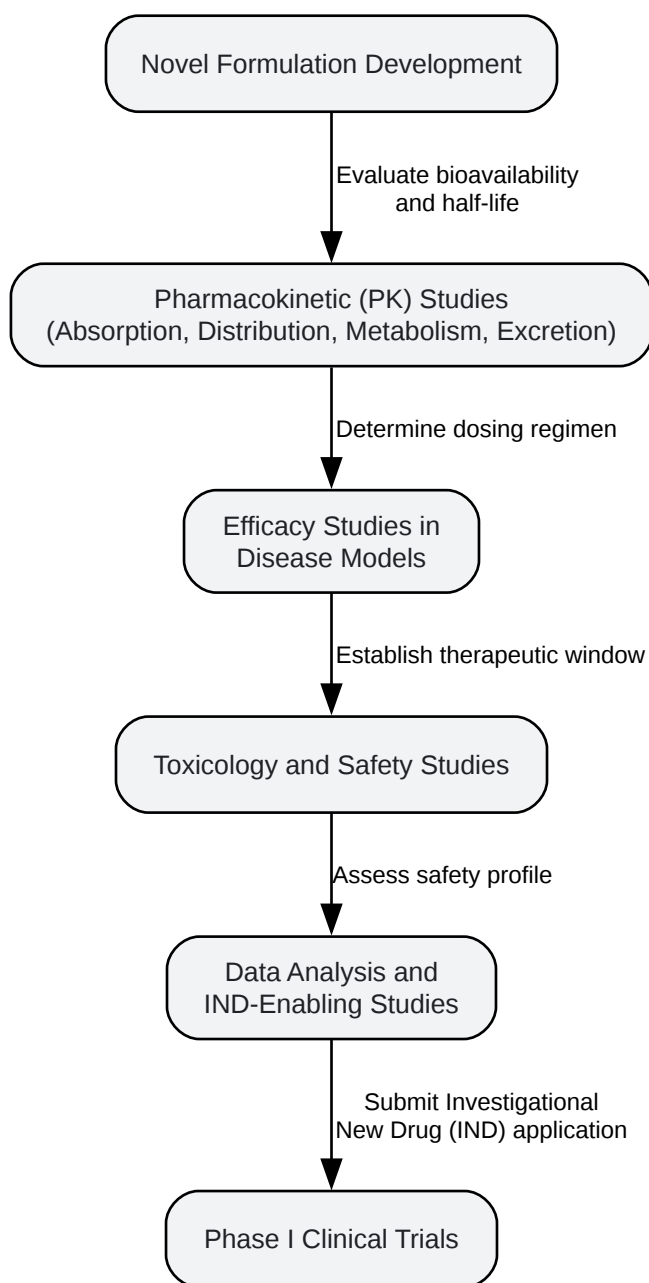 Novel Formulation Development
Evaluate bioavailability
and half-life
Pharmacokinetic (PK) Studies
(Absorption, Distribution, Metabolism, Excretion)
Determine dosing regimen
Efficacy Studies in
Disease Models
Establish therapeutic window
Toxicology and Safety Studies
Assess safety profile
Data Analysis and
IND-Enabling Studies
Submit Investigational
New Drug (IND) application
Phase I Clinical Trials